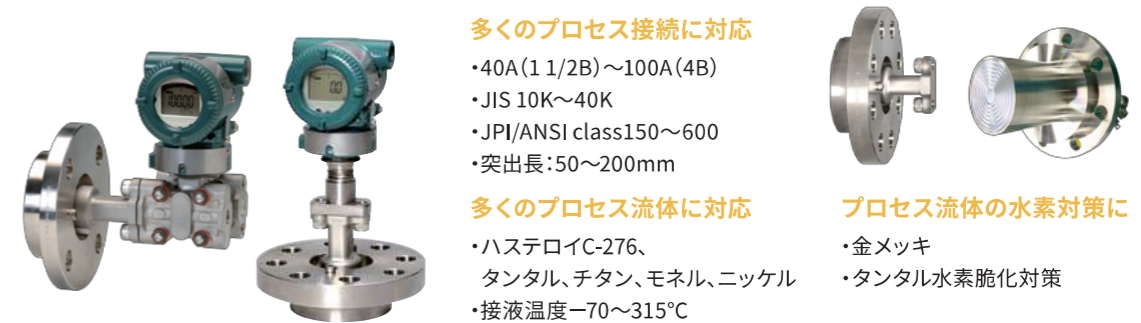 多くのプロセス接続に対応
・40A（1 1/2B）～100A（4B）
・JIS 10K～40K
・JPI/ANSI class150～600
・突出長：50～200mm
多くのプロセス流体に対応
・ハステロイC-276、
タンタル、チタン、モネル、ニッケル
・接液温度－70～315℃
プロセス流体の水素対策に
・金メッキ
・タンタル水素脆化対策